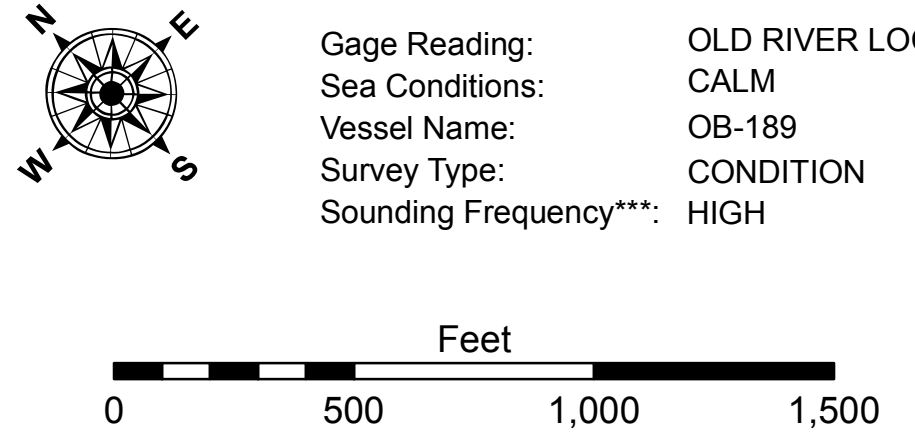 N E
W S
Gage Reading: OLD RIVER
Sea Conditions: CALM
Vessel Name: OB-189
Survey Type: CONDITION
Sounding Frequency***: HIGH
Feet
0 500 1,000 1,500